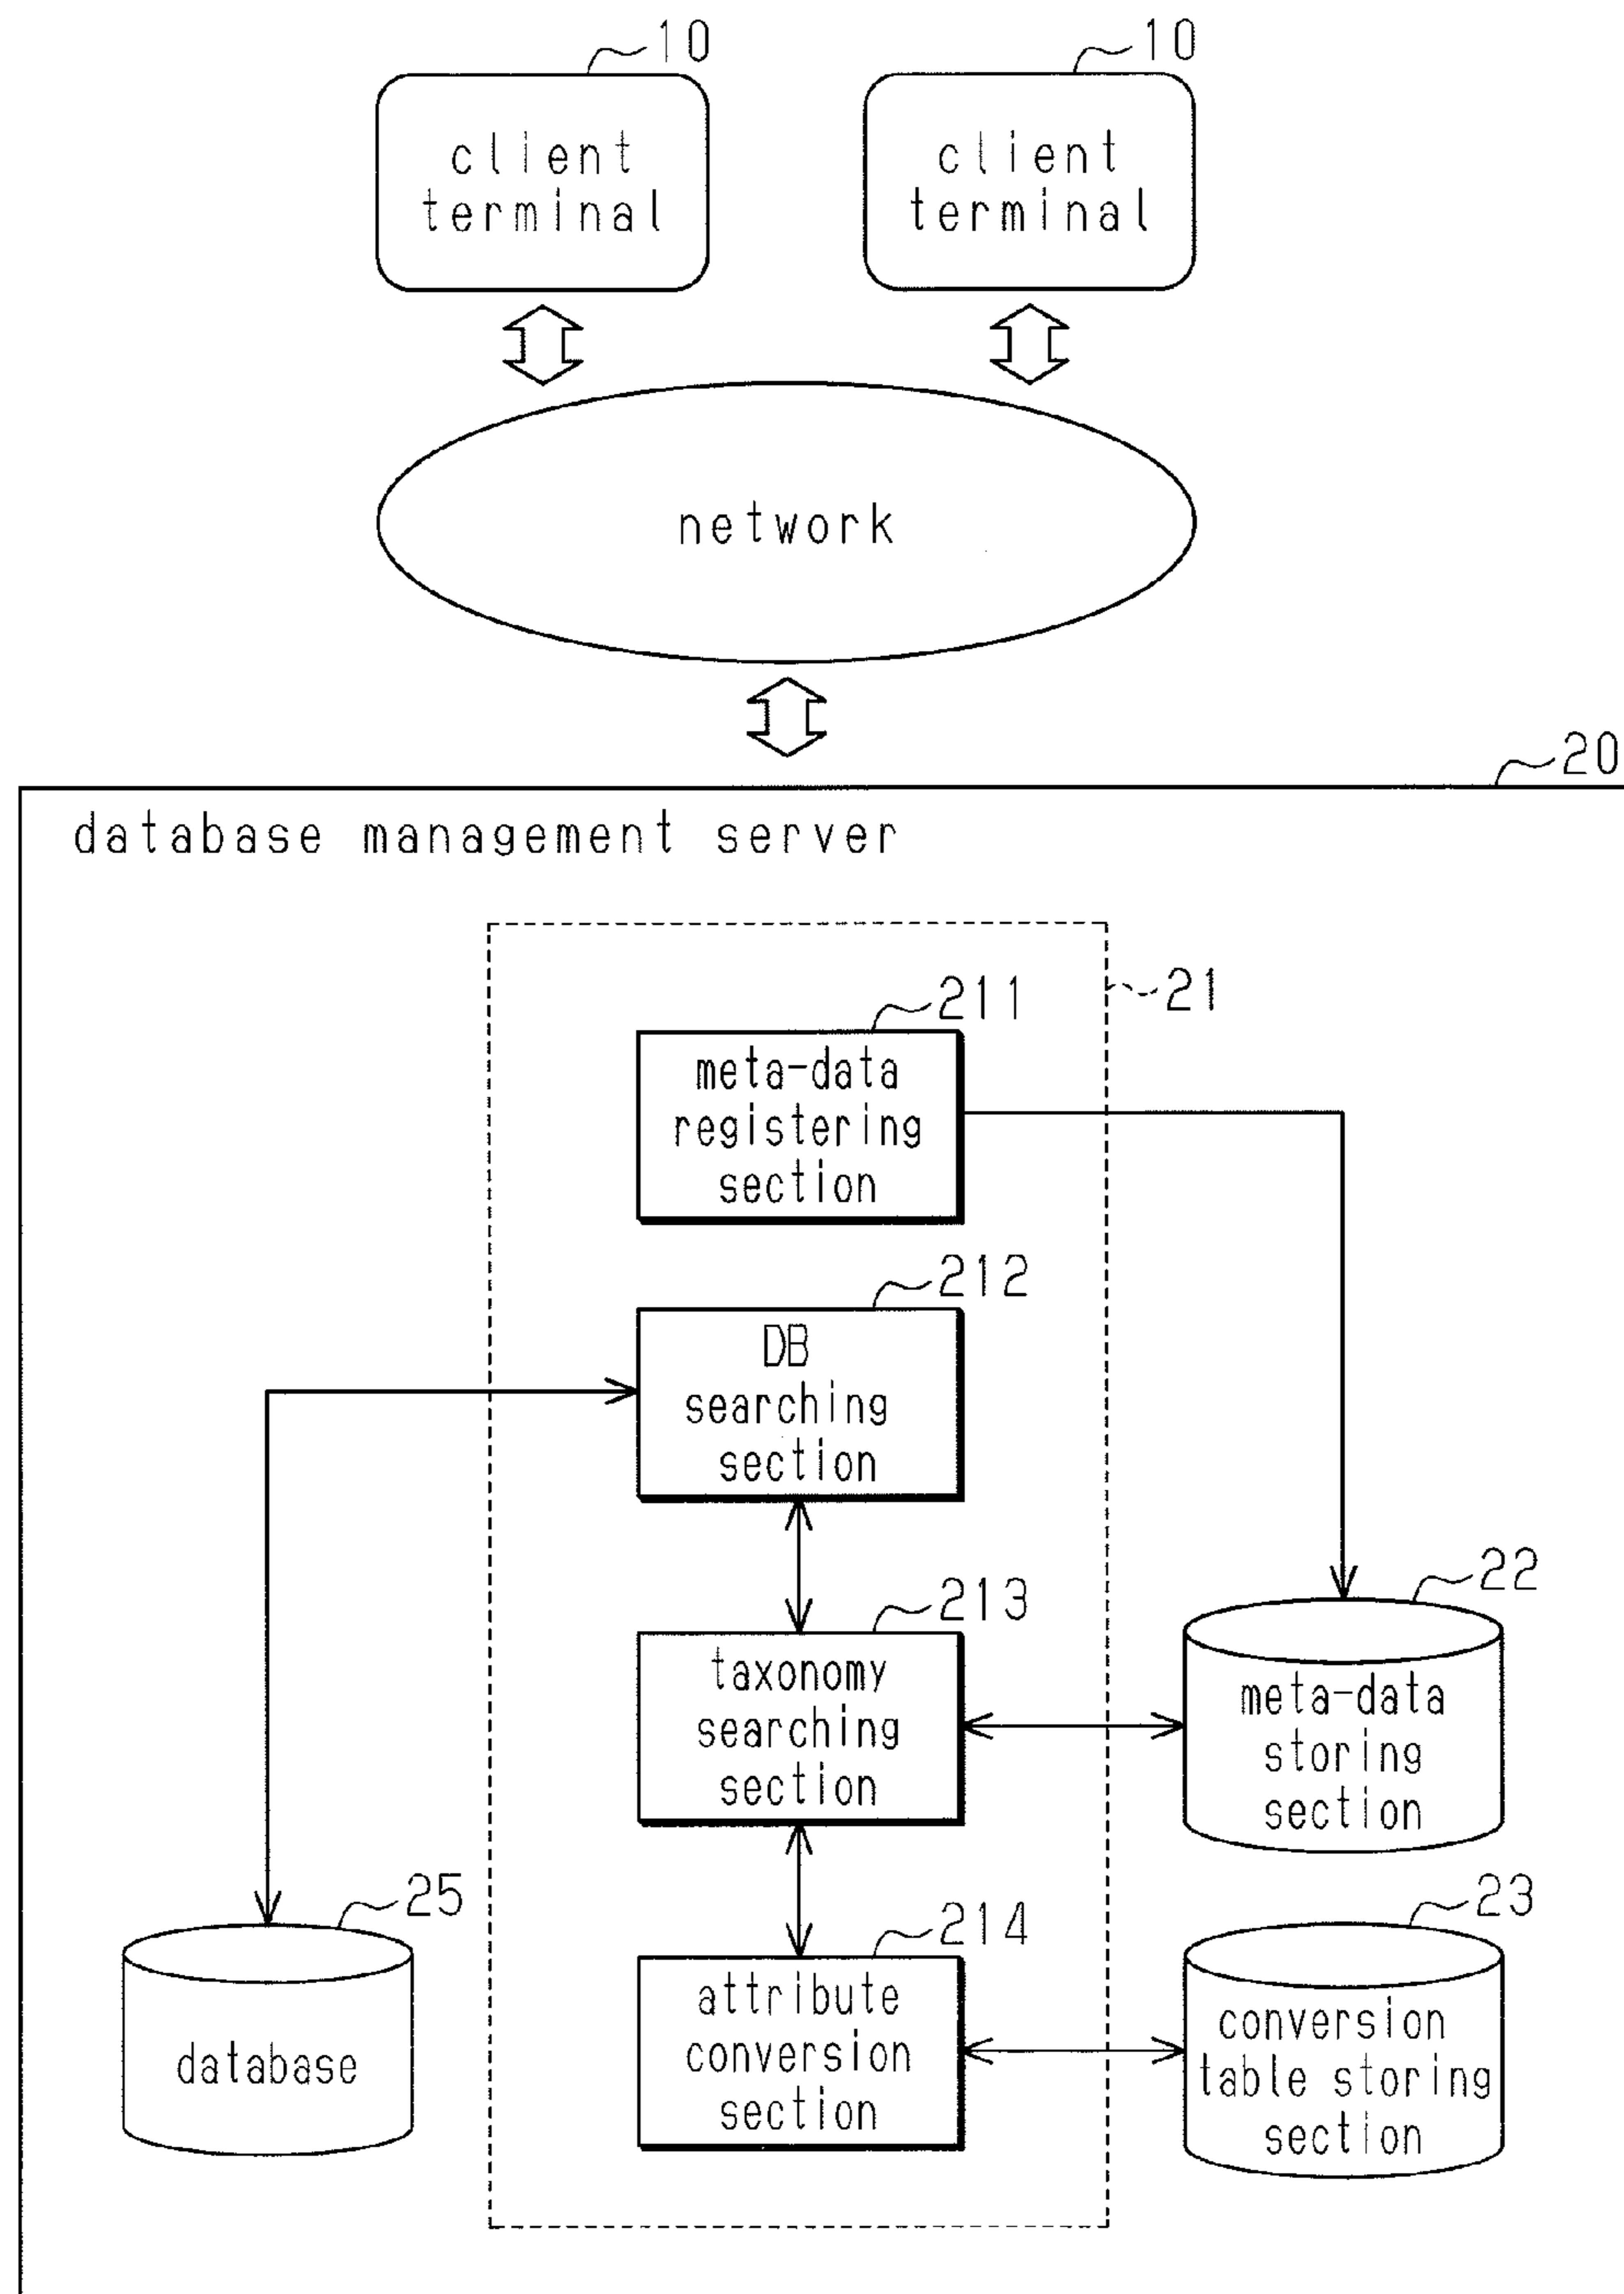 10
10
client
terminal
client
terminal
network
20
database management server
21
211
meta-data
registering
section
212
DB
searching
section
213
taxonomy
searching
section
22
meta-data
storing
section
25
database
214
attribute
conversion
section
23
conversion
table storing
section